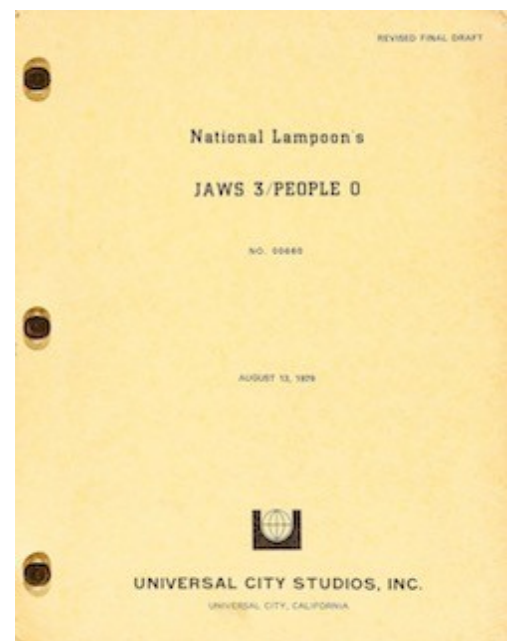 REVISED FINAL DRAFT
National Lampoon's
JAWS 3/PEOPLE 0
NO. 00660
AUGUST 13, 1979
UNIVERSAL CITY STUDIOS, INC.
UNIVERSAL CITY, CALIFORNIA